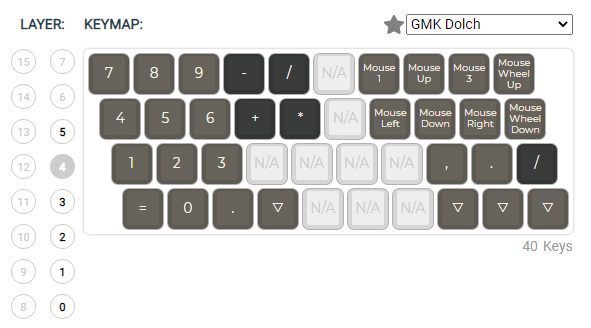 LAYER: KEYMAP: GMK Dolch
15 7 7 8 9 - / N/A Mouse 1 Mouse Up Mouse 3 Mouse Wheel Up
14 6 4 5 6 + * N/A Mouse Left Mouse Down Mouse Right Mouse Wheel Down
13 5
12 4 1 2 3 N/A N/A N/A N/A , . /
11 3 = 0 . ▽ N/A N/A N/A ▽ ▽ ▽
10 2 40 Keys
9 1
8 0